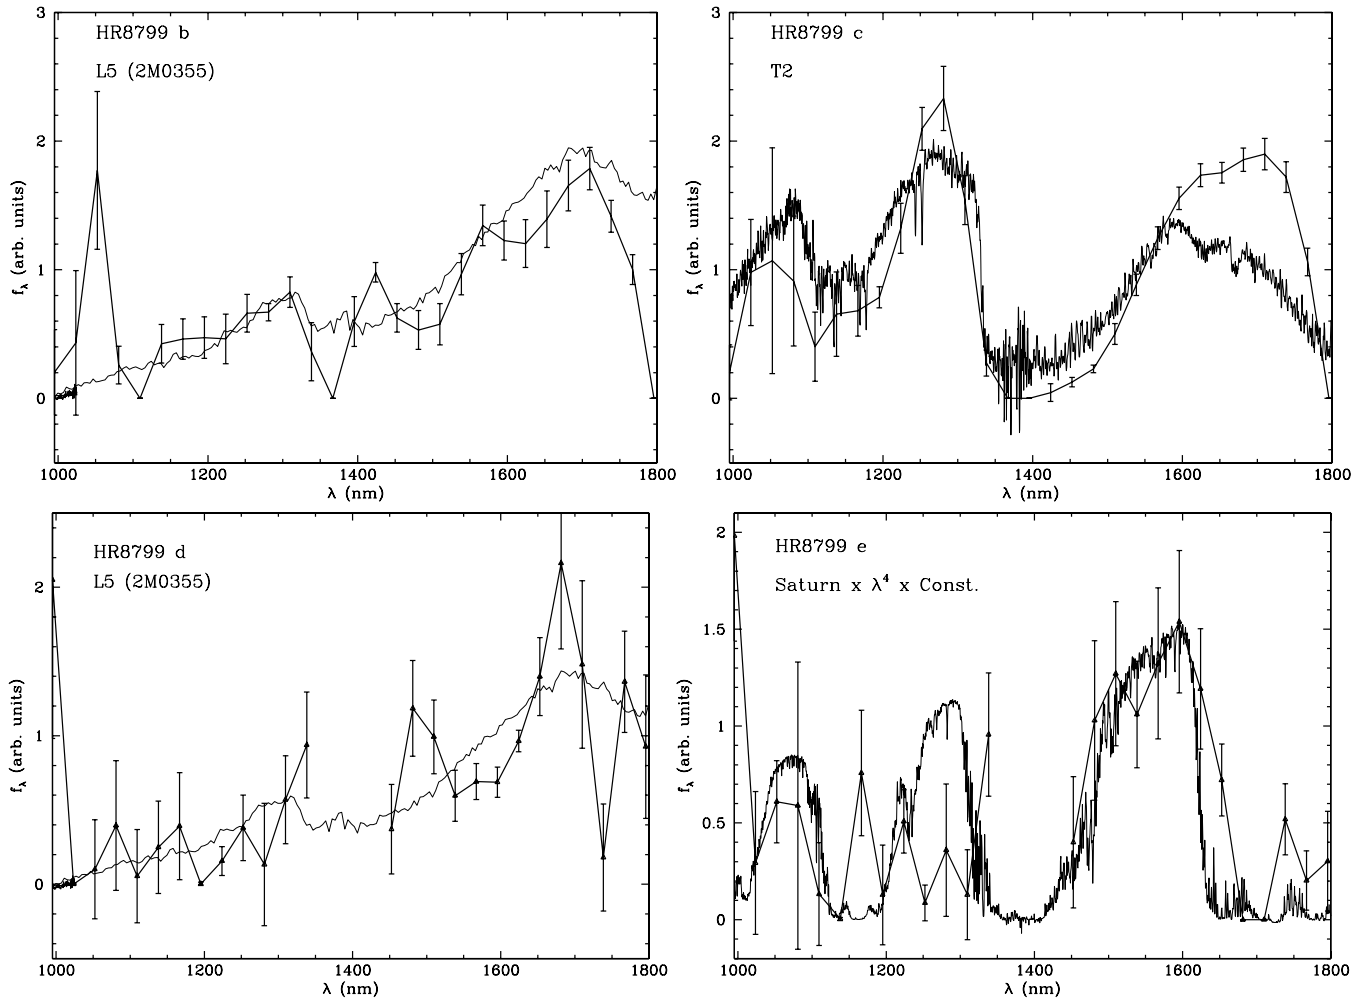 HR8799 b
L5 (2M0355)
3
2
1
0
f_λ (arb. units)
1000 1200 1400 1600 1800
λ (nm)
HR8799 c
T2
3
2
1
0
f_λ (arb. units)
1000 1200 1400 1600 1800
λ (nm)
HR8799 d
L5 (2M0355)
2
1
0
f_λ (arb. units)
1000 1200 1400 1600 1800
λ (nm)
HR8799 e
Saturn x λ⁴ x Const.
2
1.5
1
0.5
0
f_λ (arb. units)
1000 1200 1400 1600 1800
λ (nm)